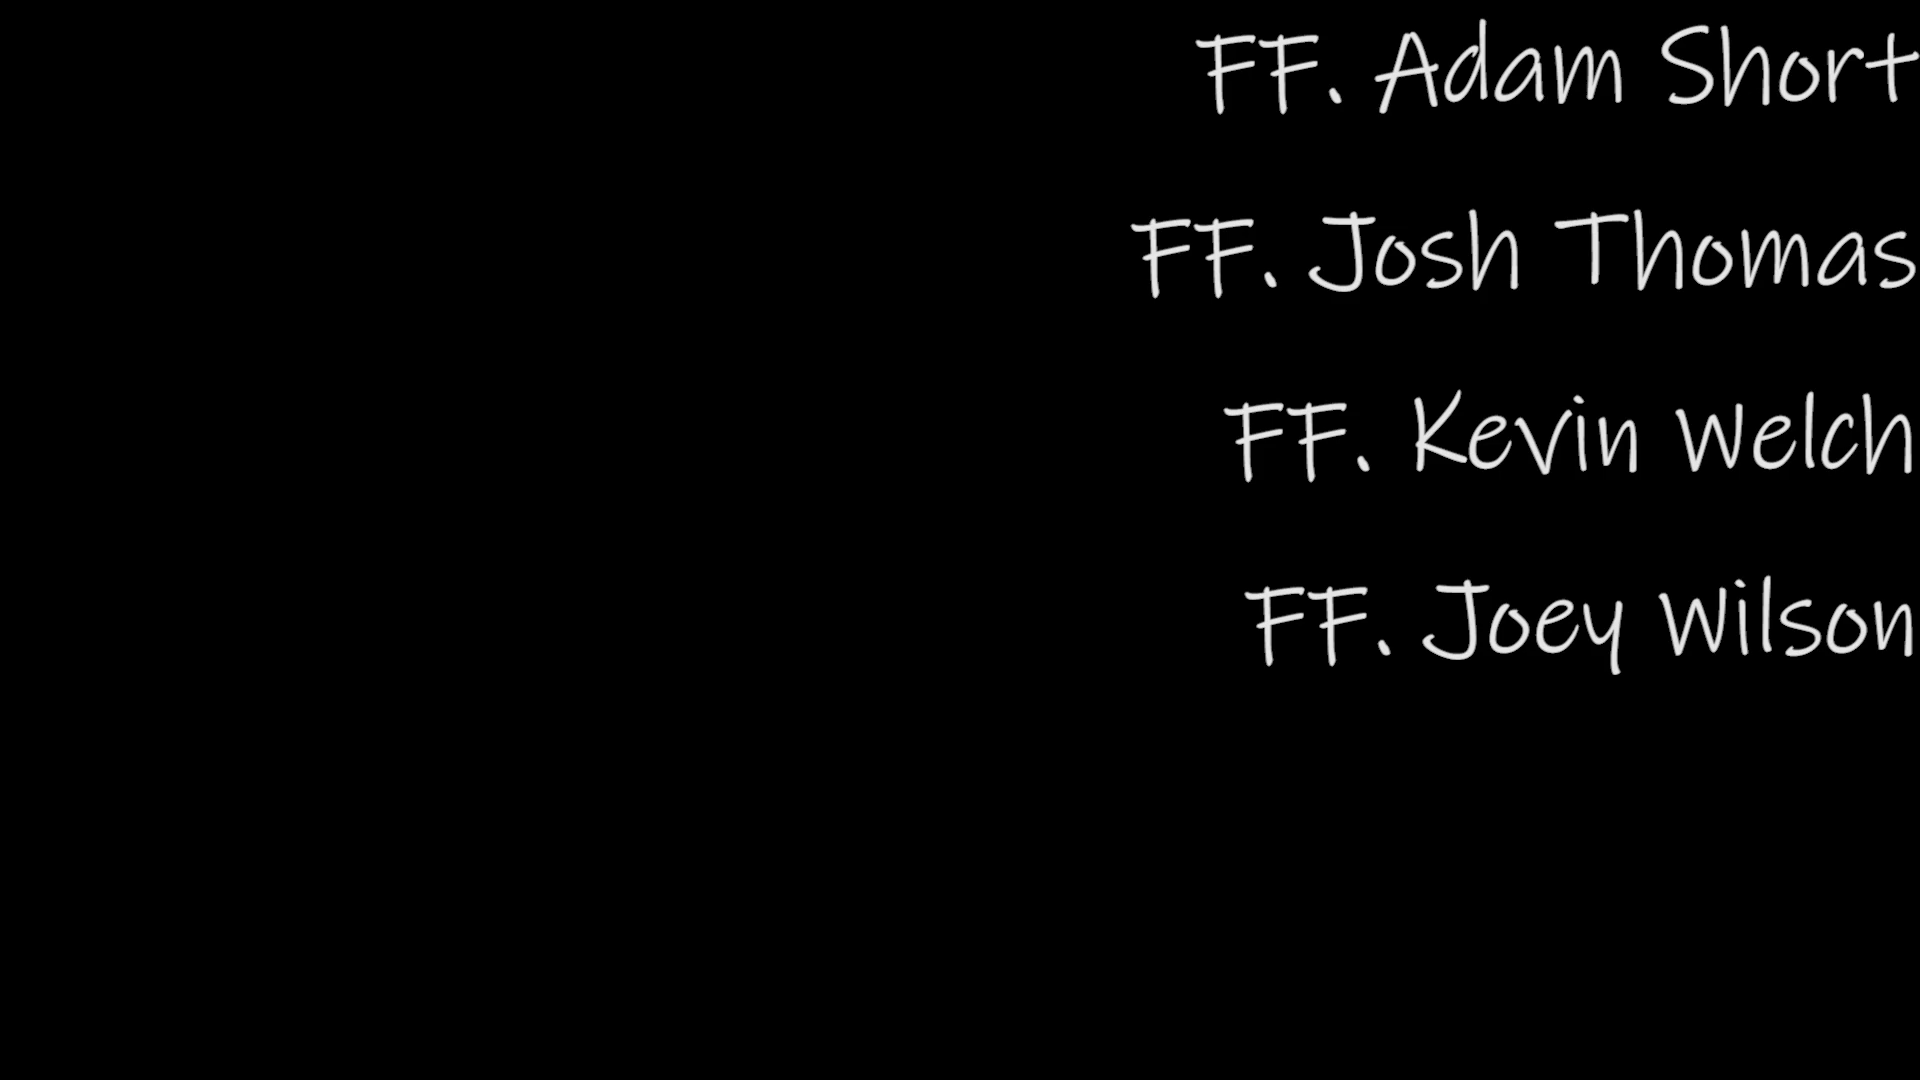 FF. Adam Short
FF. Josh Thomas
FF. Kevin Welch
FF. Joey Wilson